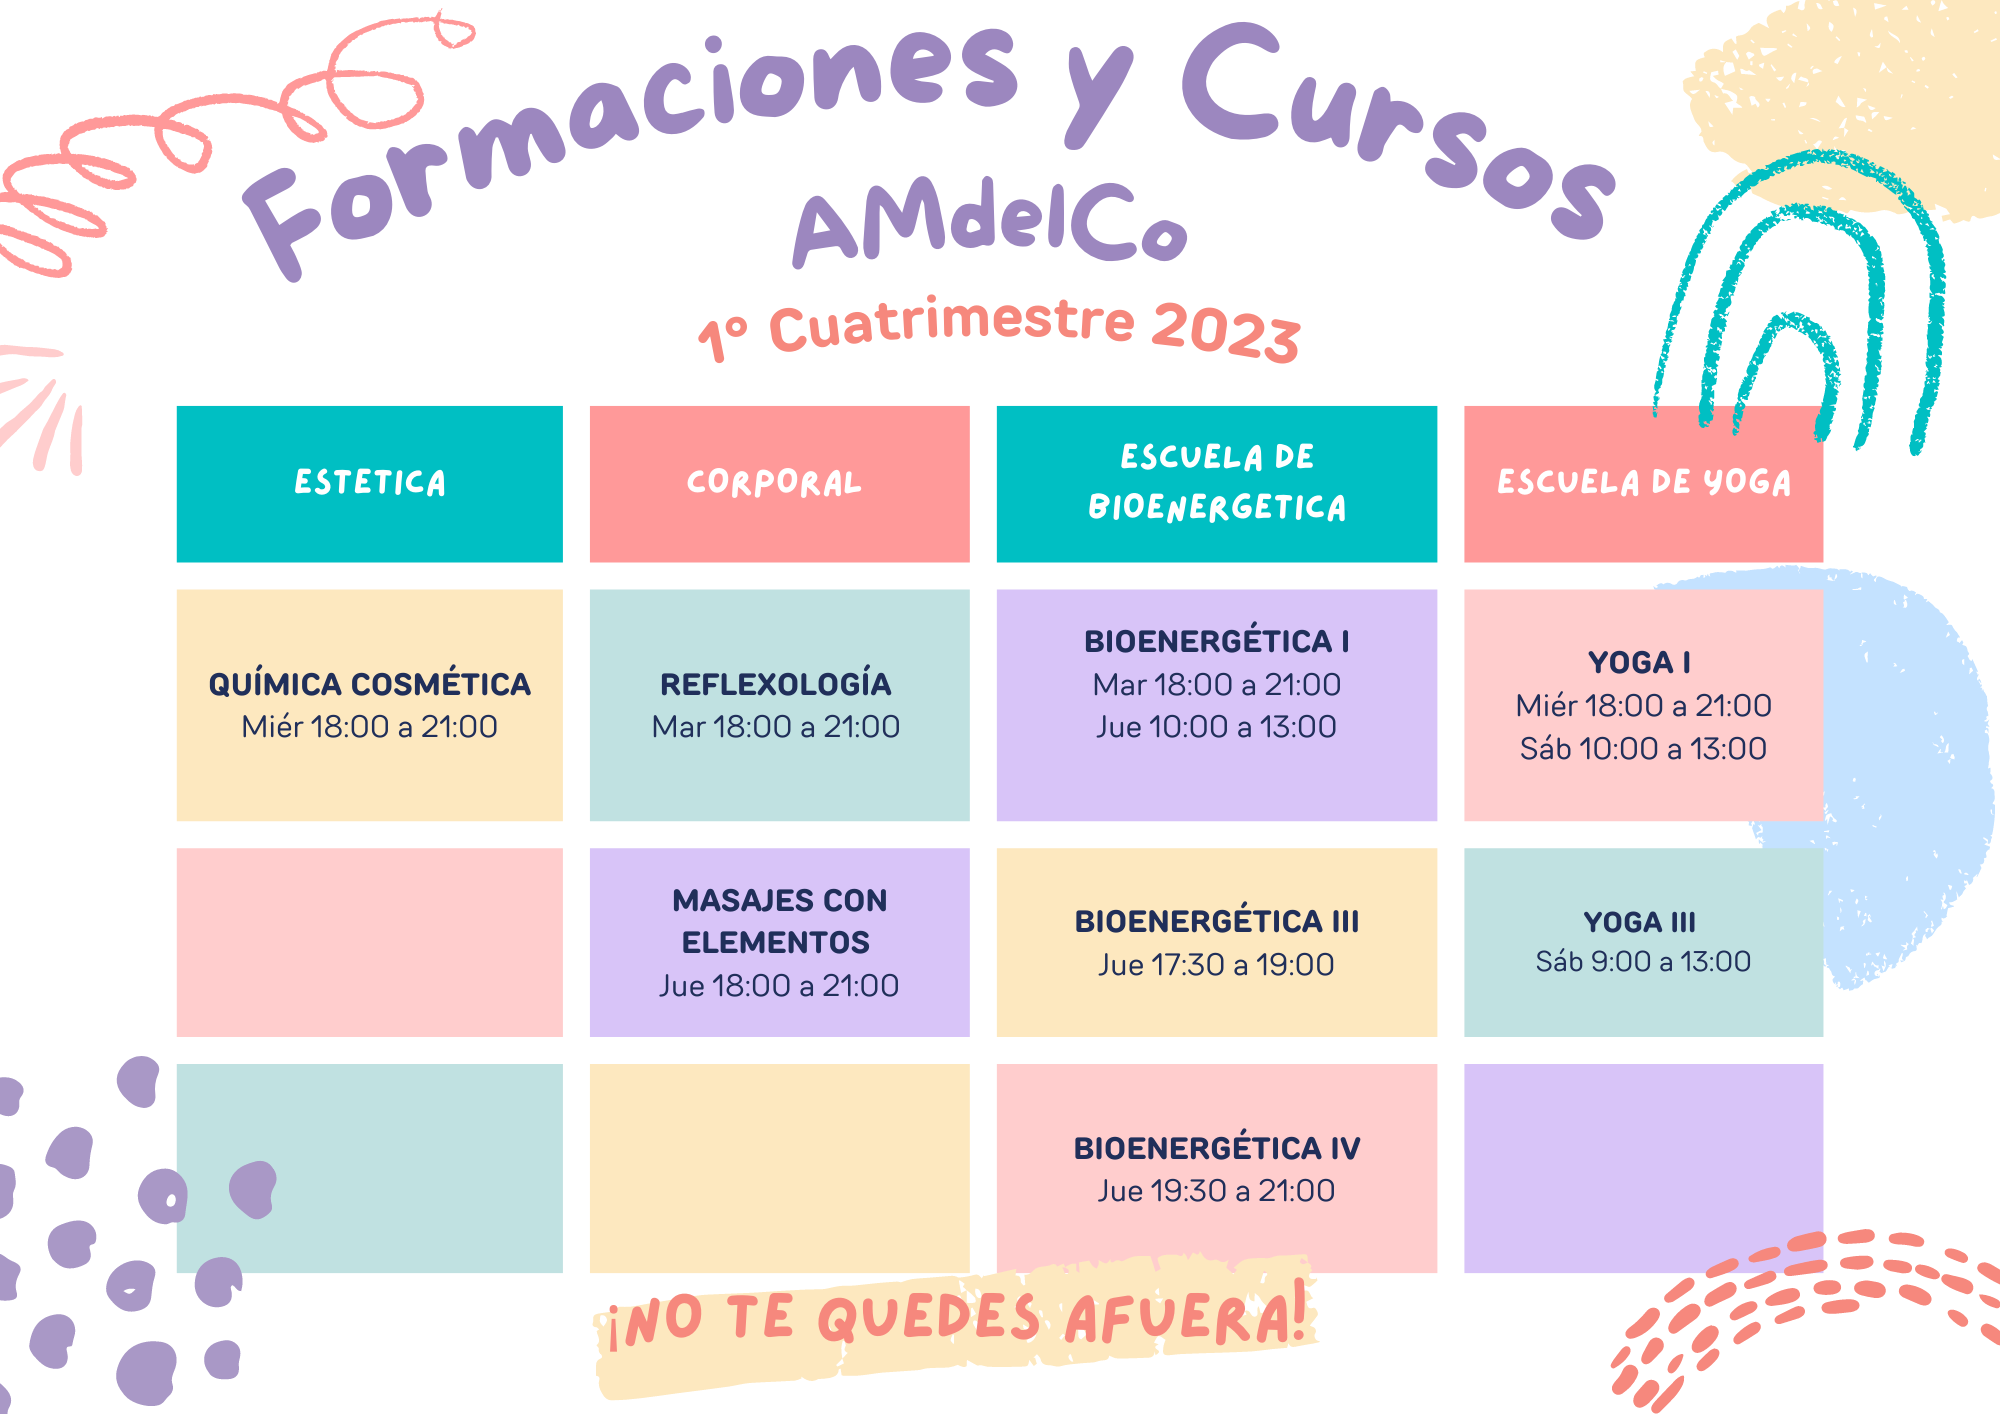 Formaciones y Cursos
AMdelCo
1º Cuatrimestre 2023
ESTETICA
CORPORAL
ESCUELA DE
BIOENERGETICA
ESCUELA DE YOGA
QUÍMICA COSMÉTICA
Miér 18:00 a 21:00
REFLEXOLOGÍA
Mar 18:00 a 21:00
BIOENERGÉTICA I
Mar 18:00 a 21:00
Jue 10:00 a 13:00
YOGA I
Miér 18:00 a 21:00
Sáb 10:00 a 13:00
MASAJES CON
ELEMENTOS
Jue 18:00 a 21:00
BIOENERGÉTICA III
Jue 17:30 a 19:00
YOGA III
Sáb 9:00 a 13:00
BIOENERGÉTICA IV
Jue 19:30 a 21:00
¡NO TE QUEDES AFUERA!